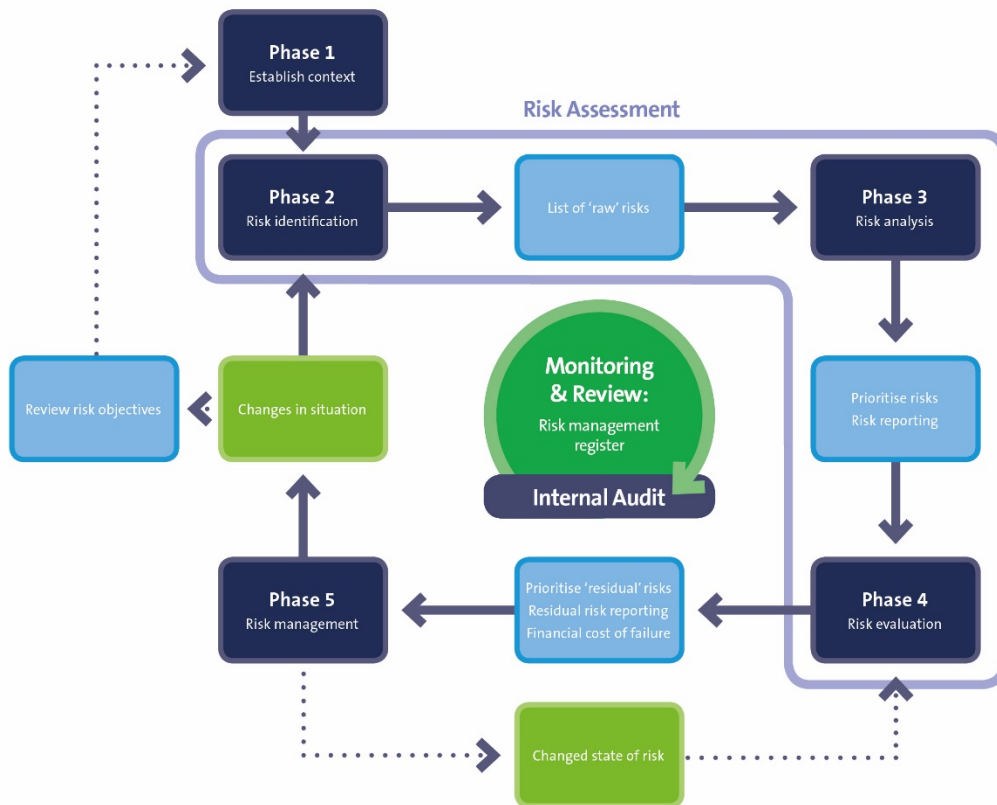 Phase 1
Establish context
Risk Assessment
Phase 2
Risk identification
List of ‘raw’ risks
Phase 3
Risk analysis
Review risk objectives
Changes in situation
Monitoring
& Review:
Risk management
register
Internal Audit
Prioritise risks
Risk reporting
Phase 5
Risk management
Prioritise ‘residual’ risks
Residual risk reporting
Financial cost of failure
Phase 4
Risk evaluation
Changed state of risk